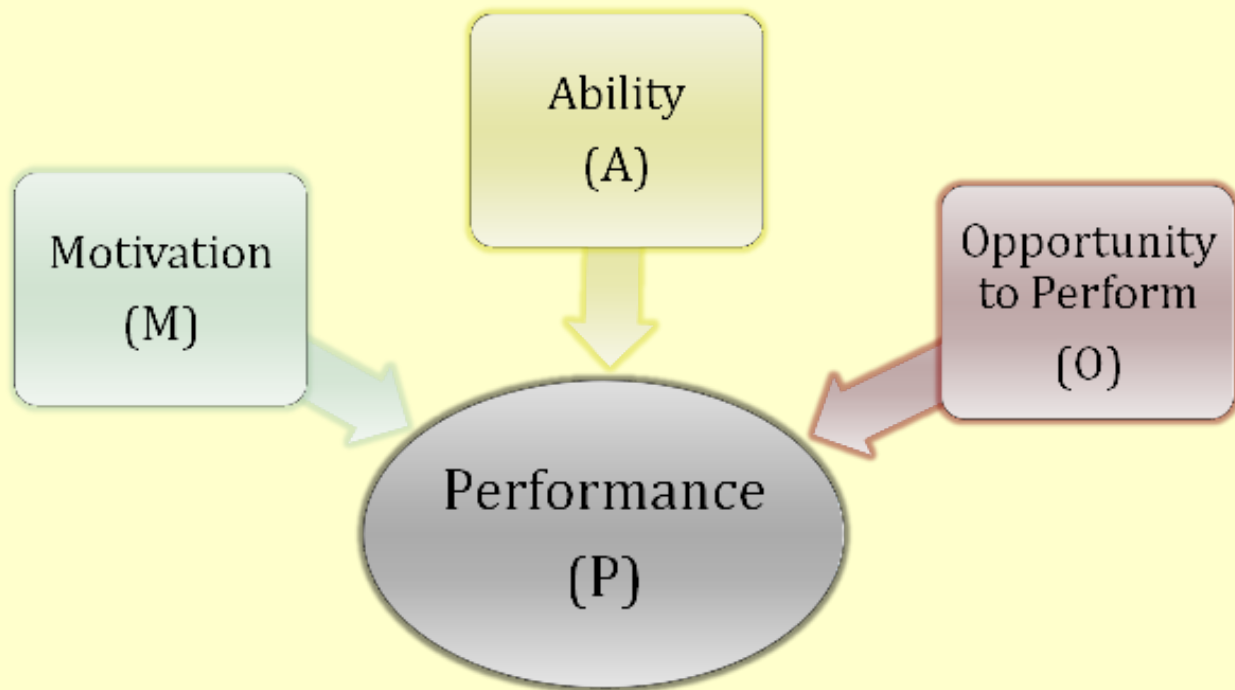 Ability
(A)
Motivation
(M)
Opportunity
to Perform
(O)
Performance
(P)